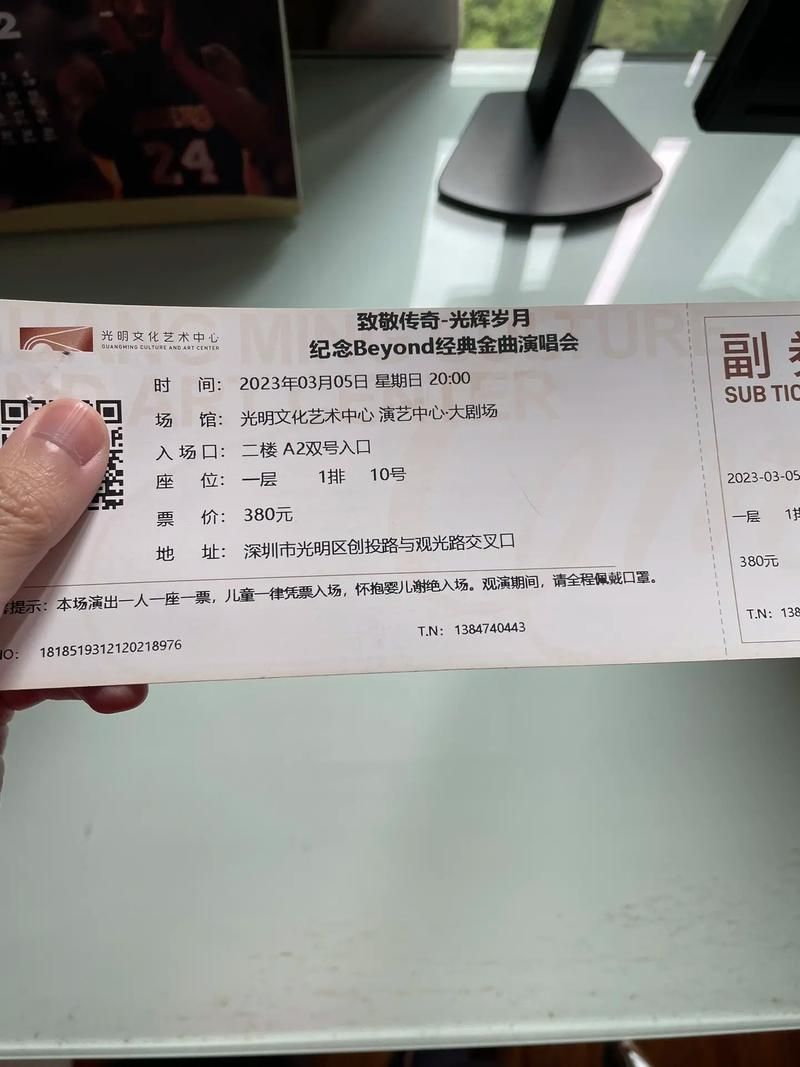 2
24
光明文化艺术中心
GUANGMING CULTURE AND ART CENTER
致敬传奇-光辉岁月
纪念Beyond经典金曲演唱会
时 间： 2023年03月05日 星期日 20:00
场 馆： 光明文化艺术中心 演艺中心·大剧场
入场口： 二楼 A2双号入口
座 位： 一层 1排 10号
票 价： 380元
地 址： 深圳市光明区创投路与观光路交叉口
提示：本场演出一人一座一票，儿童一律凭票入场，怀抱婴儿谢绝入场。观演期间，请全程佩戴口罩。
NO： 1818519312120218976
T.N： 1384740443
副
SUB TIC
2023-03-05
一层 1排
380元
T.N： 138